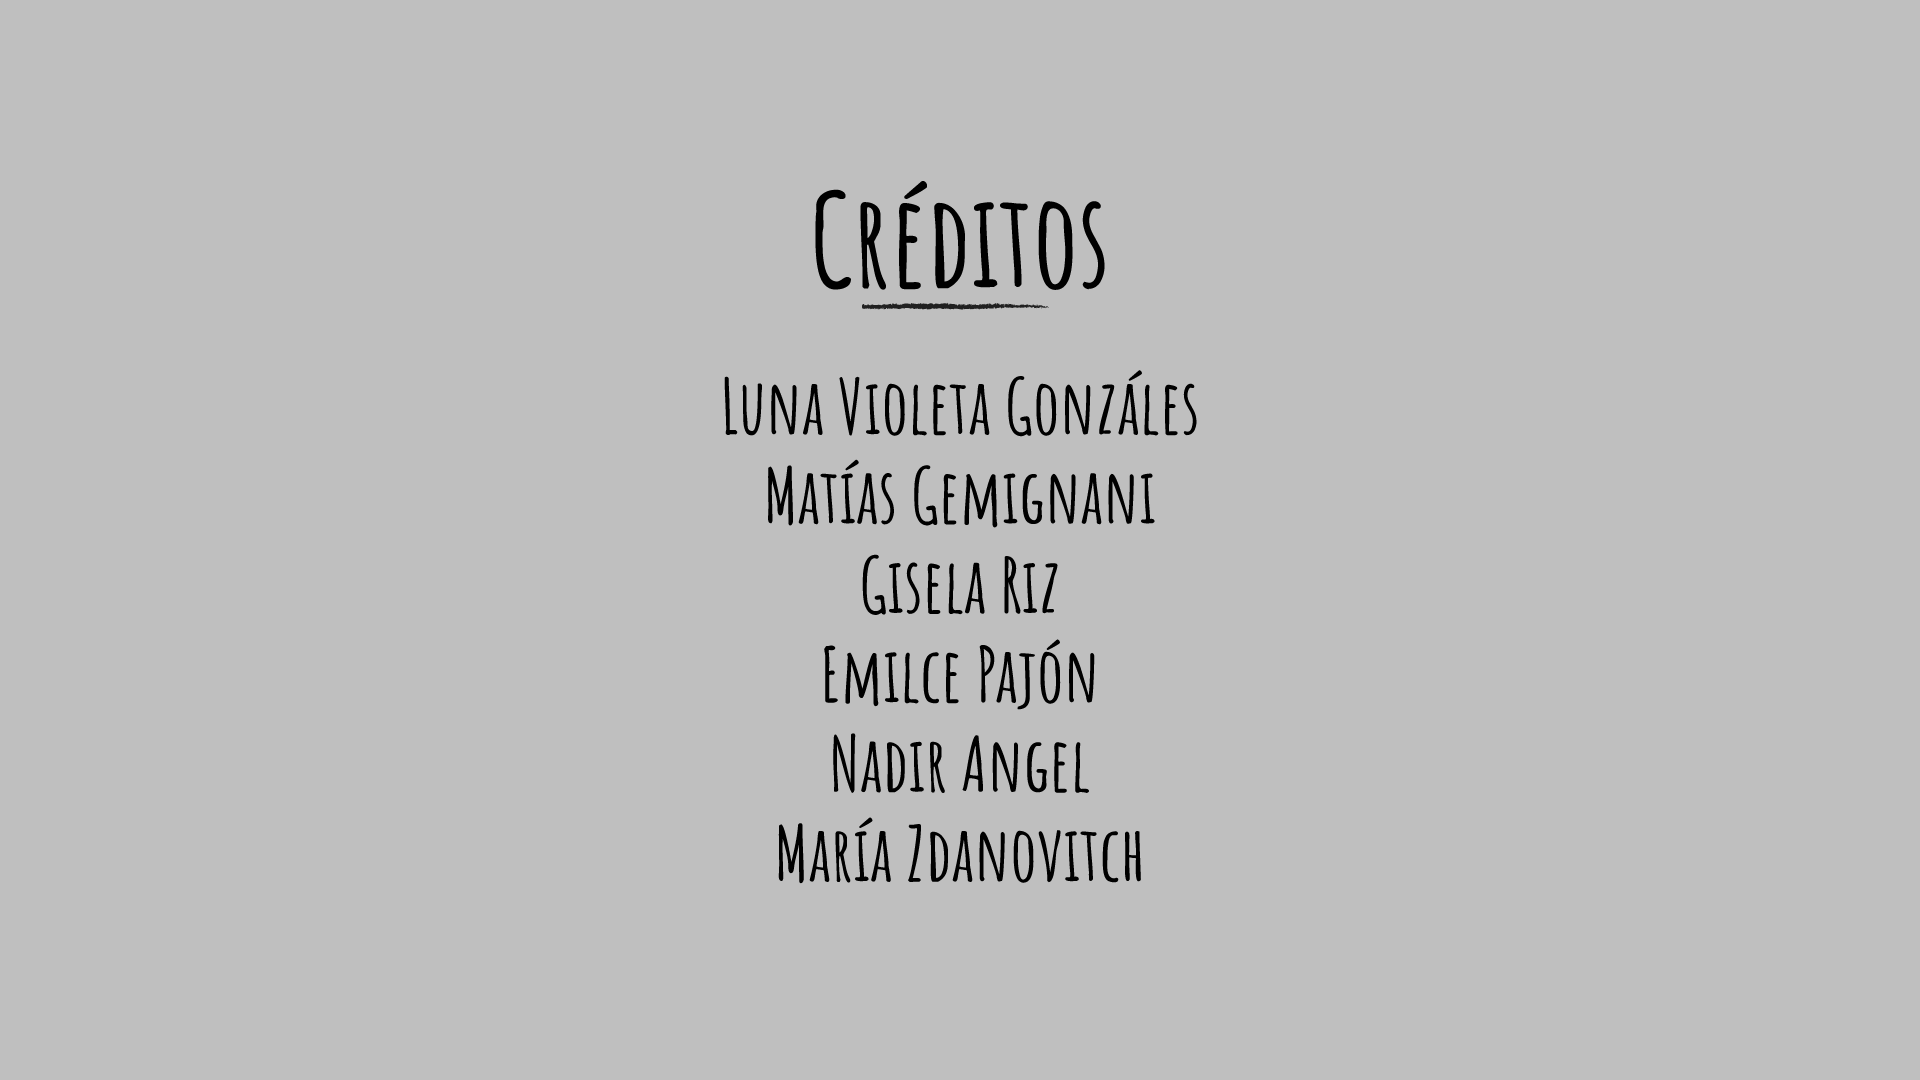 Créditos
Luna Violeta Gonzáles
Matías Gemignani
Gisela Riz
Emilce Pajón
Nadir Angel
María Zdanovitch